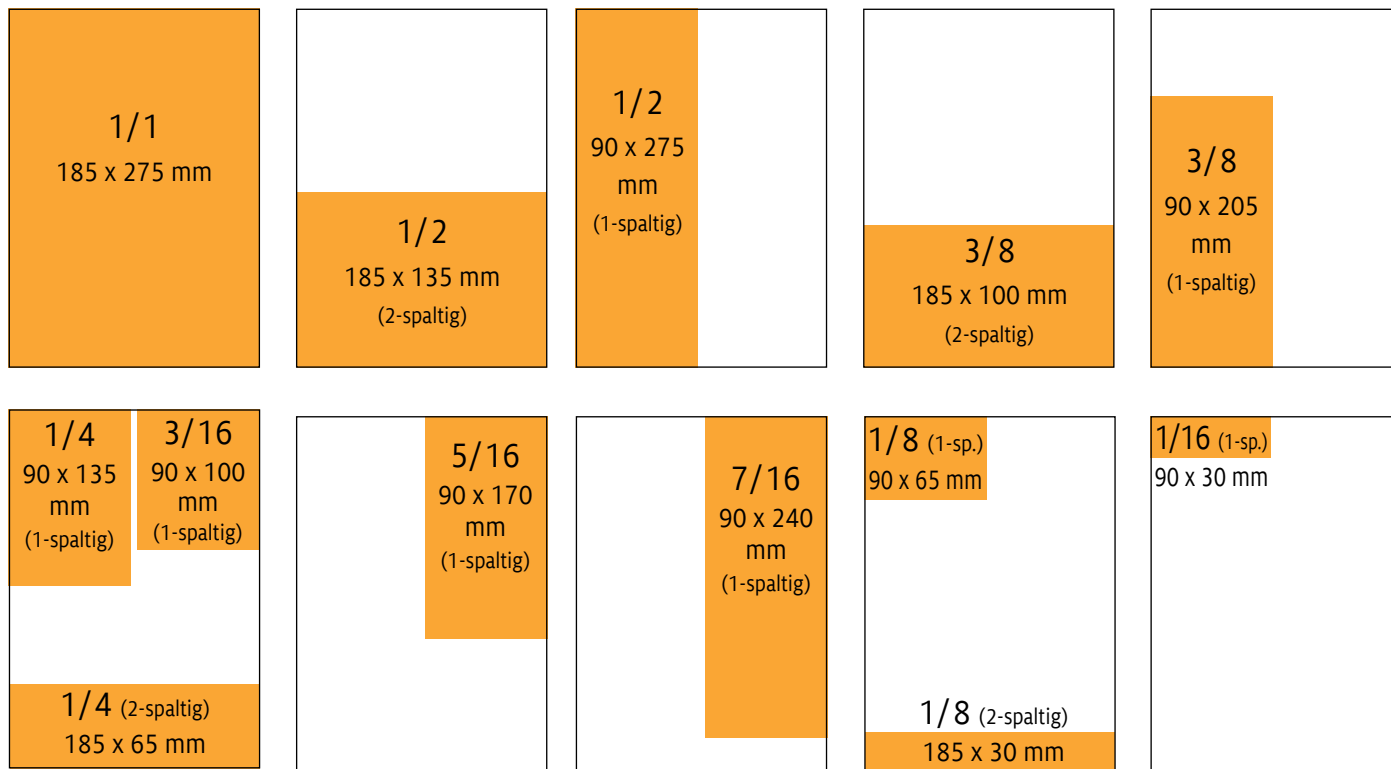 1/1
185 x 275 mm
1/2
185 x 135 mm
(2-spaltig)
1/2
90 x 275
mm
(1-spaltig)
3/8
185 x 100 mm
(2-spaltig)
3/8
90 x 205
mm
(1-spaltig)
1/4
90 x 135
mm
(1-spaltig)
3/16
90 x 100
mm
(1-spaltig)
1/4 (2-spaltig)
185 x 65 mm
5/16
90 x 170
mm
(1-spaltig)
7/16
90 x 240
mm
(1-spaltig)
1/8 (1-sp.)
90 x 65 mm
1/8 (2-spaltig)
185 x 30 mm
1/16 (1-sp.)
90 x 30 mm